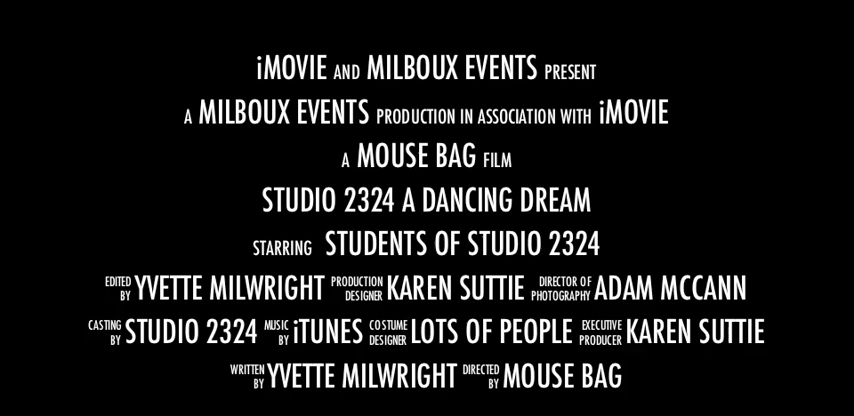 iMOVIE AND MILBOUX EVENTS PRESENT
A MILBOUX EVENTS PRODUCTION IN ASSOCIATION WITH iMOVIE
A MOUSE BAG FILM
STUDIO 2324 A DANCING DREAM
STARRING STUDENTS OF STUDIO 2324
EDITED BY YVETTE MILWRIGHT PRODUCTION DESIGNER KAREN SUTTIE DIRECTOR OF PHOTOGRAPHY ADAM MCCANN
CASTING BY STUDIO 2324 MUSIC BY iTUNES COSTUME DESIGNER LOTS OF PEOPLE EXECUTIVE PRODUCER KAREN SUTTIE
WRITTEN BY YVETTE MILWRIGHT DIRECTED BY MOUSE BAG